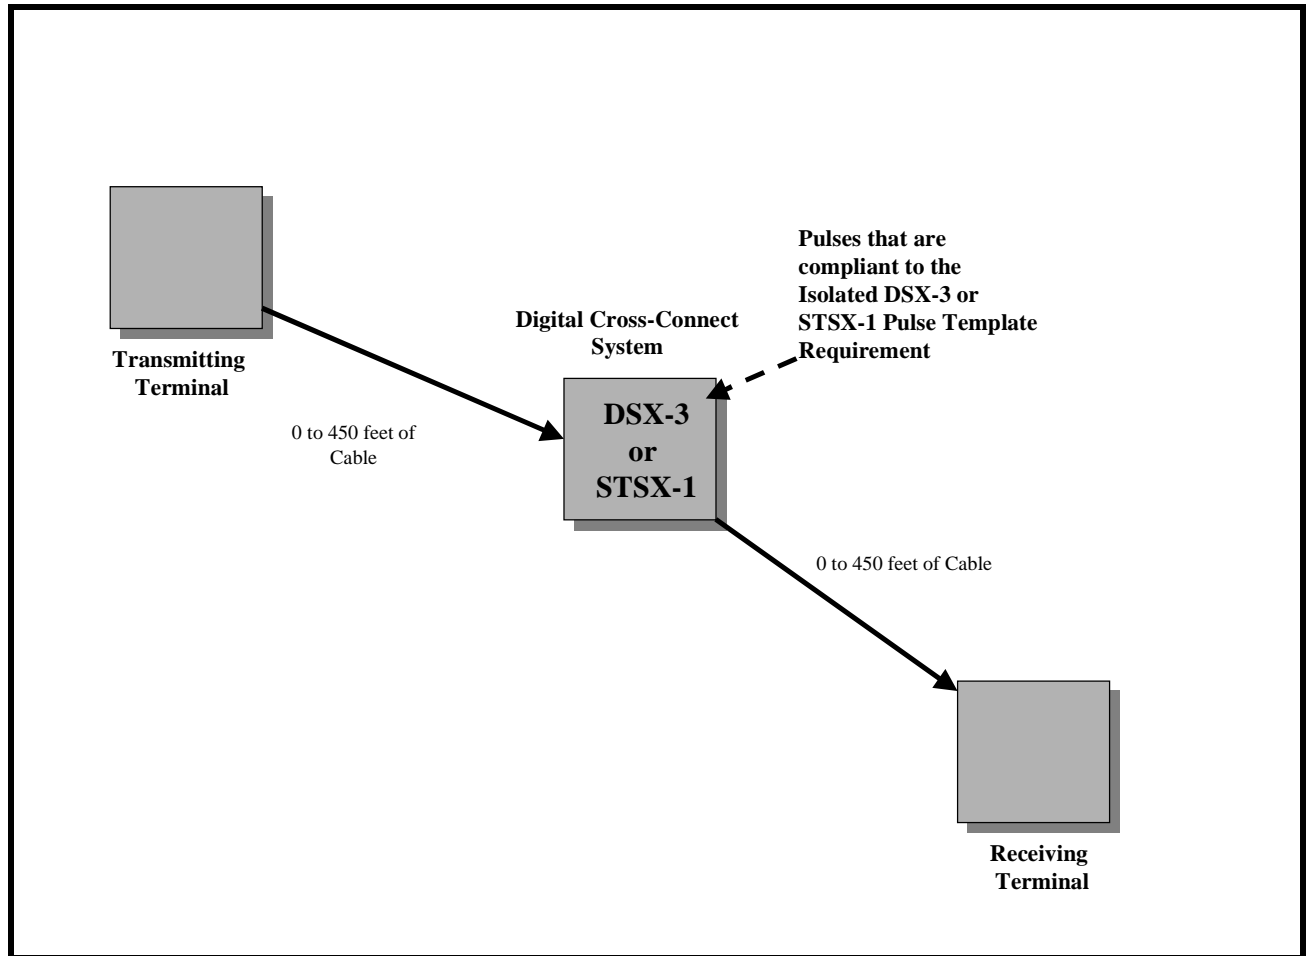 Pulses that are
compliant to the
Isolated DSX-3 or
STSX-1 Pulse Template
Requirement
Digital Cross-Connect
System
Transmitting
Terminal
DSX-3
or
STSX-1
0 to 450 feet of
Cable
0 to 450 feet of Cable
Receiving
Terminal